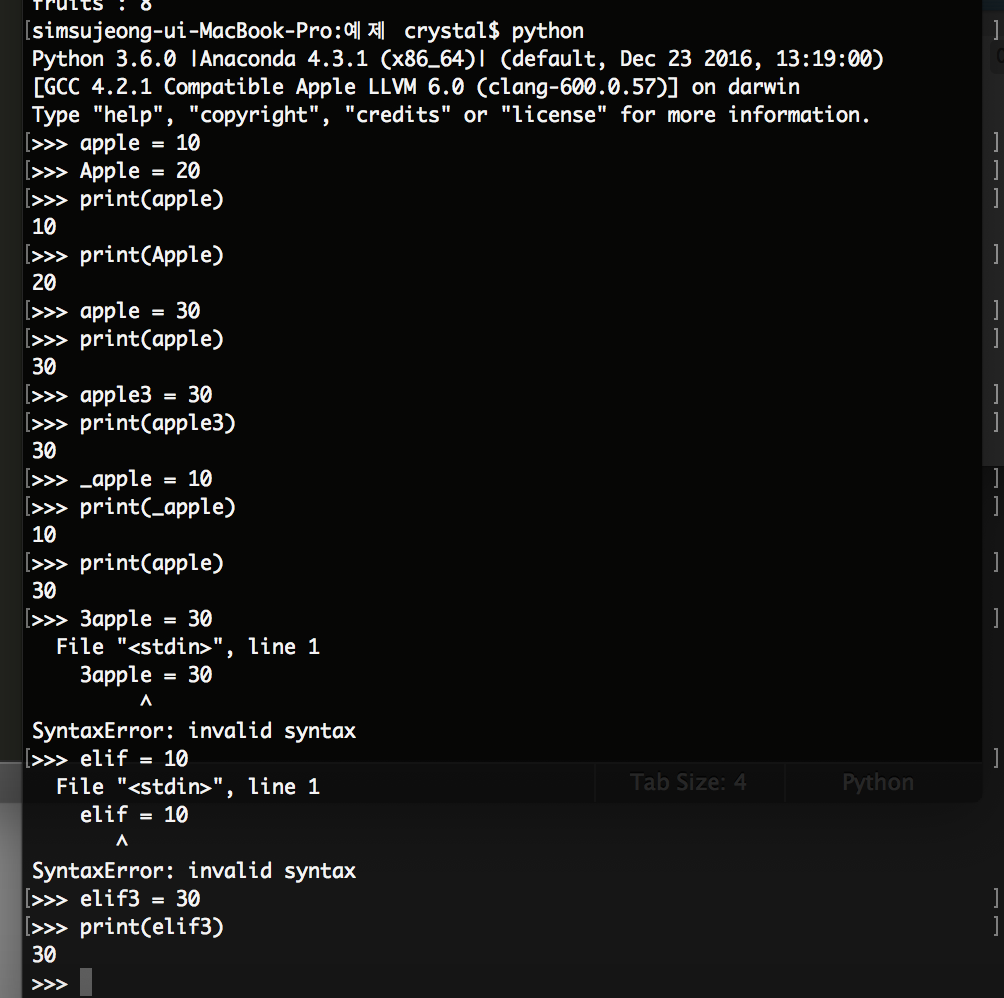 fruits : 8
[simsujeong-ui-MacBook-Pro:예제 crystal$ python ]
Python 3.6.0 |Anaconda 4.3.1 (x86_64)| (default, Dec 23 2016, 13:19:00)
[GCC 4.2.1 Compatible Apple LLVM 6.0 (clang-600.0.57)] on darwin
Type "help", "copyright", "credits" or "license" for more information.
[>>> apple = 10 ]
[>>> Apple = 20 ]
[>>> print(apple) ]
10
[>>> print(Apple) ]
20
[>>> apple = 30 ]
[>>> print(apple) ]
30
[>>> apple3 = 30 ]
[>>> print(apple3) ]
30
[>>> _apple = 10 ]
[>>> print(_apple) ]
10
[>>> print(apple) ]
30
[>>> 3apple = 30 ]
  File "<stdin>", line 1
    3apple = 30
         ^
SyntaxError: invalid syntax
[>>> elif = 10 ]
  File "<stdin>", line 1
    elif = 10
       ^
SyntaxError: invalid syntax
[>>> elif3 = 30 ]
[>>> print(elif3) ]
30
>>>
Tab Size: 4 Python